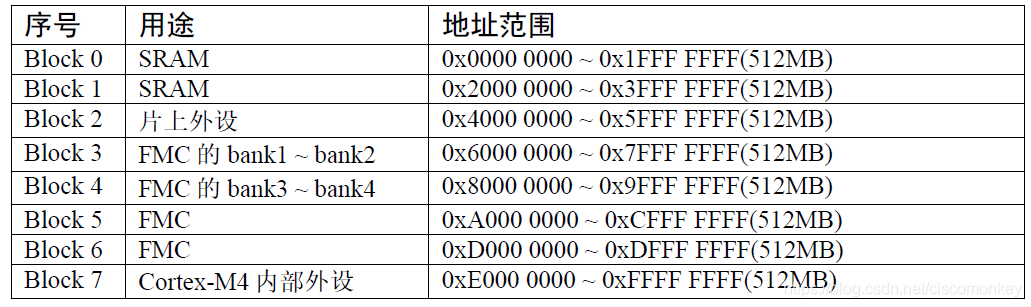 序号 用途 地址范围
Block 0 SRAM 0x0000 0000 ~ 0x1FFF FFFF(512MB)
Block 1 SRAM 0x2000 0000 ~ 0x3FFF FFFF(512MB)
Block 2 片上外设 0x4000 0000 ~ 0x5FFF FFFF(512MB)
Block 3 FMC 的 bank1 ~ bank2 0x6000 0000 ~ 0x7FFF FFFF(512MB)
Block 4 FMC 的 bank3 ~ bank4 0x8000 0000 ~ 0x9FFF FFFF(512MB)
Block 5 FMC 0xA000 0000 ~ 0xCFFF FFFF(512MB)
Block 6 FMC 0xD000 0000 ~ 0xDFFF FFFF(512MB)
Block 7 Cortex-M4 内部外设 0xE000 0000 ~ 0xFFFF FFFF(512MB)
https://blog.csdn.net/ciscomonkey